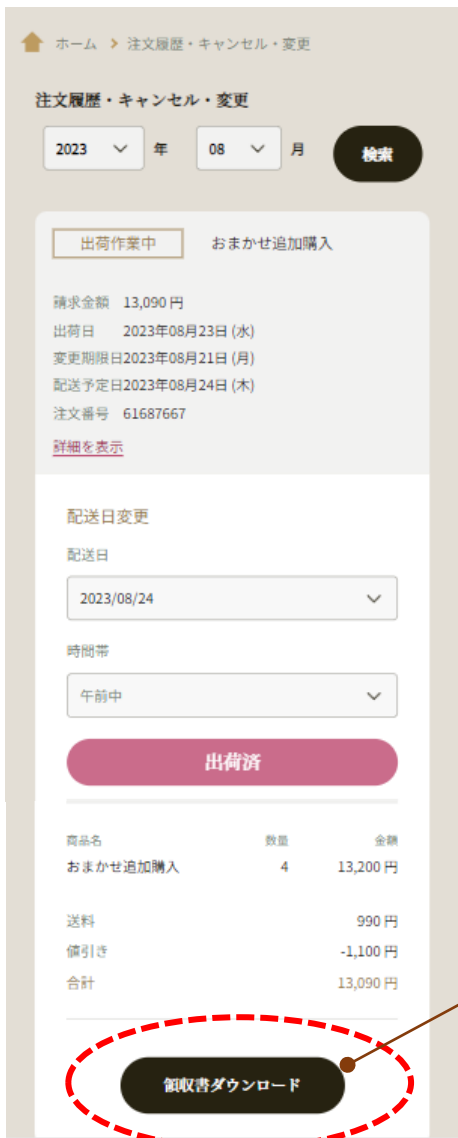 ホーム > 注文履歴・キャンセル・変更
注文履歴・キャンセル・変更
2023 年 08 月 検索
出荷作業中 おまかせ追加購入
請求金額 13,090 円
出荷日 2023年08月23日 (水)
変更期限日2023年08月21日 (月)
配送予定日2023年08月24日 (木)
注文番号 61687667
詳細を表示
配送日変更
配送日
2023/08/24
時間帯
午前中
出荷済
商品名 数量 金額
おまかせ追加購入 4 13,200 円
送料 990 円
値引き -1,100 円
合計 13,090 円
領収書ダウンロード